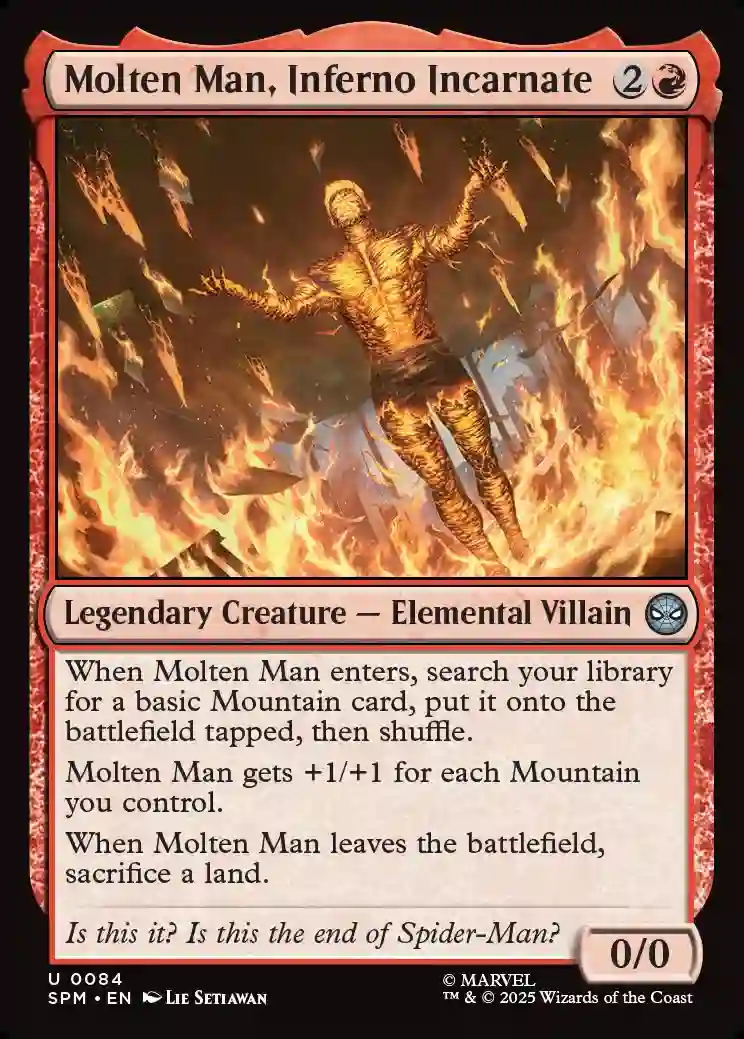 Molten Man, Inferno Incarnate 2
Legendary Creature — Elemental Villain
When Molten Man enters, search your library
for a basic Mountain card, put it onto the
battlefield tapped, then shuffle.
Molten Man gets +1/+1 for each Mountain
you control.
When Molten Man leaves the battlefield,
sacrifice a land.
Is this it? Is this the end of Spider-Man?
0/0
U 0084
SPM • EN Lie Setiawan
© MARVEL
™ & © 2025 Wizards of the Coast